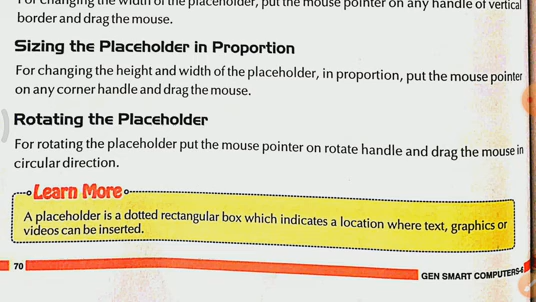 For changing the width of the placeholder, put the mouse pointer on any handle of vertical
border and drag the mouse.
Sizing the Placeholder in Proportion
For changing the height and width of the placeholder, in proportion, put the mouse pointer
on any corner handle and drag the mouse.
Rotating the Placeholder
For rotating the placeholder put the mouse pointer on rotate handle and drag the mouse in
circular direction.
Learn More
A placeholder is a dotted rectangular box which indicates a location where text, graphics or
videos can be inserted.
70
GEN SMART COMPUTERS-6